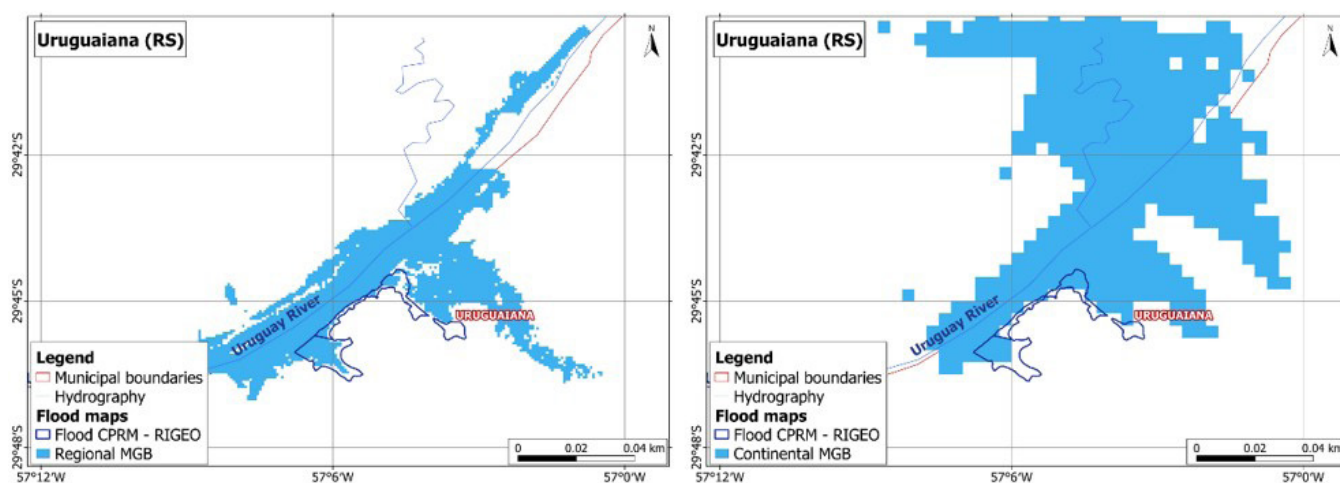 Uruguaiana (RS)
N
29°42'S
29°45'S
29°48'S
Uruguay River
URUGUAIANA
Legend
Municipal boundaries
Hydrography
Flood maps
Flood CPRM - RIGEO
Regional MGB
0 0.02 0.04 km
57°12'W 57°6'W 57°0'W
Uruguaiana (RS)
N
29°42'S
29°45'S
29°48'S
Uruguay River
URUGUAIANA
Legend
Municipal boundaries
Hydrography
Flood maps
Flood CPRM - RIGEO
Continental MGB
0 0.02 0.04 km
57°12'W 57°6'W 57°0'W